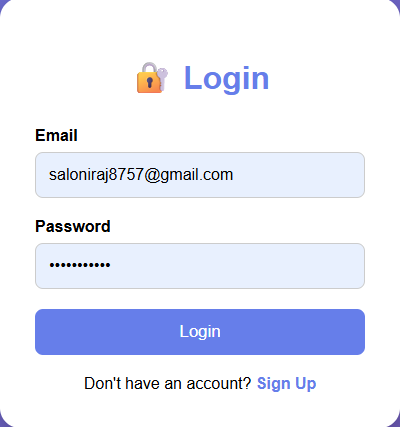 Login
Email
saloniraj8757@gmail.com
Password
•••••••••••
Login
Don't have an account? Sign Up